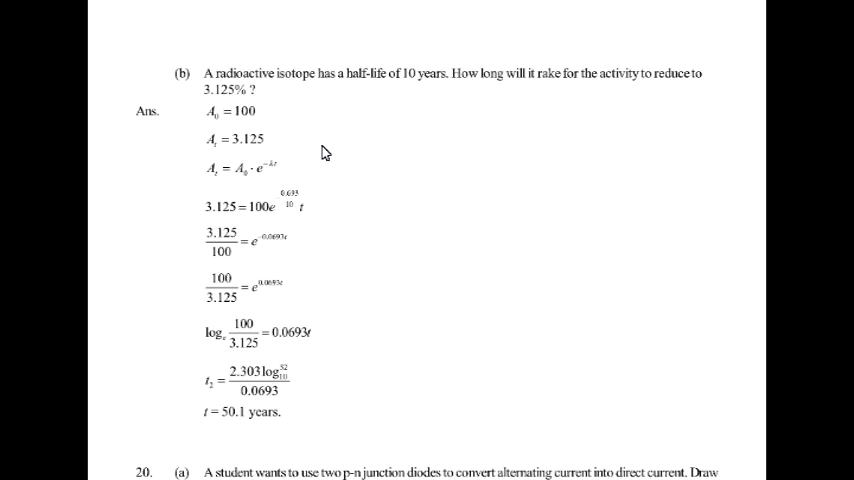 (b) A radioactive isotope has a half-life of 10 years. How long will it rake for the activity to reduce to
3.125% ?
Ans. A₀ = 100
Aₜ = 3.125
Aₜ = A₀ · e^{−λt}
3.125 = 100e^{0.693/10} t
3.125/100 = e^{−0.0693t}
100/3.125 = e^{0.0693t}
logₑ 100/3.125 = 0.0693t
t₂ = 2.303 log₁₀³²/0.0693
t = 50.1 years.
20. (a) A student wants to use two p-n junction diodes to convert alternating current into direct current. Draw